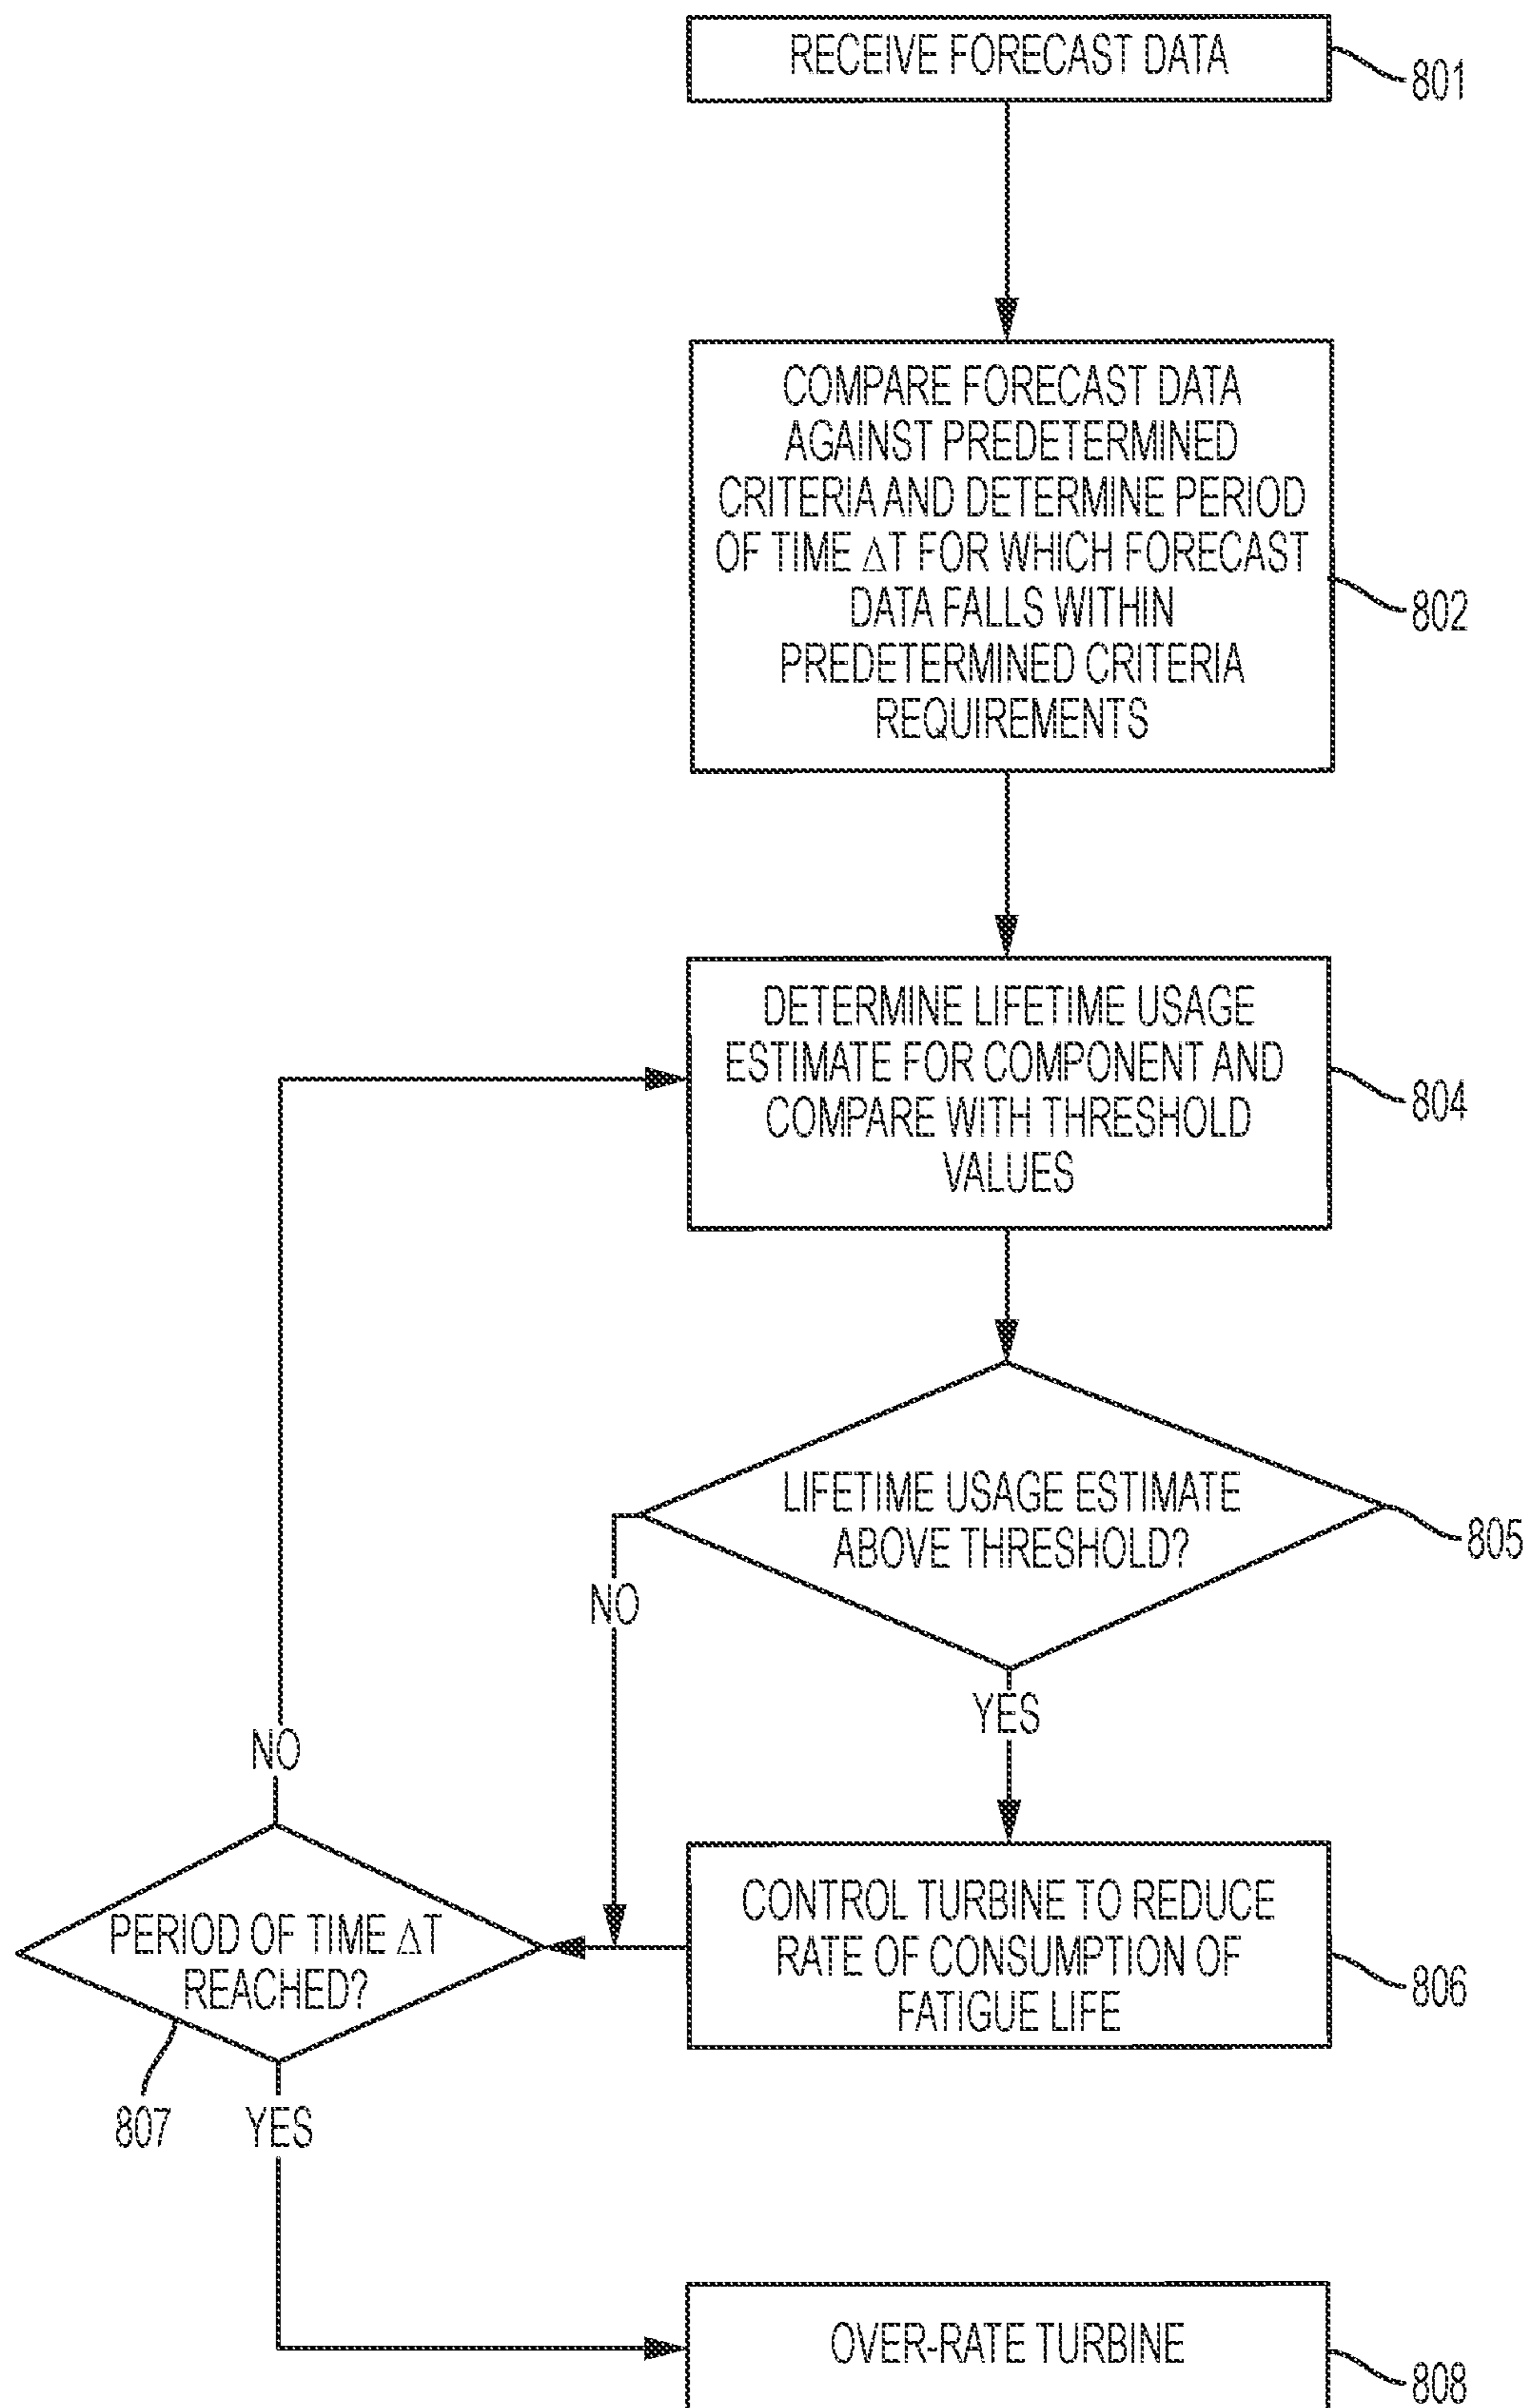 RECEIVE FORECAST DATA
801
COMPARE FORECAST DATA
AGAINST PREDETERMINED
CRITERIA AND DETERMINE PERIOD
OF TIME ΔT FOR WHICH FORECAST
DATA FALLS WITHIN
PREDETERMINED CRITERIA
REQUIREMENTS
802
DETERMINE LIFETIME USAGE
ESTIMATE FOR COMPONENT AND
COMPARE WITH THRESHOLD
VALUES
804
LIFETIME USAGE ESTIMATE
ABOVE THRESHOLD?
805
NO
YES
NO
CONTROL TURBINE TO REDUCE
RATE OF CONSUMPTION OF
FATIGUE LIFE
806
PERIOD OF TIME ΔT
REACHED?
807
YES
OVER-RATE TURBINE
808